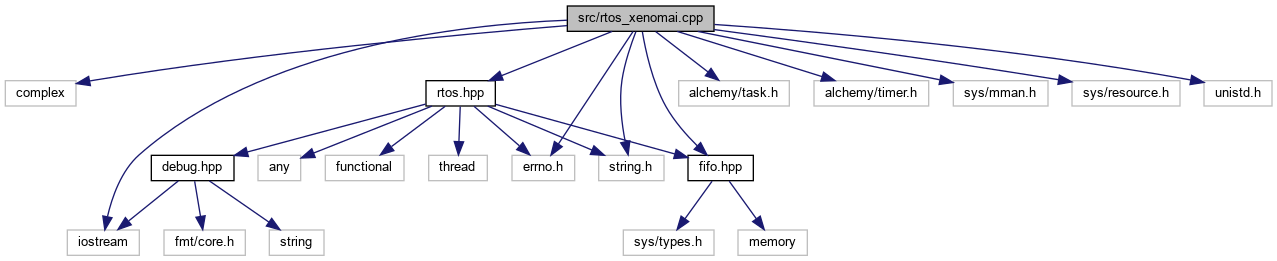 src/rtos_xenomai.cpp
complex
rtos.hpp
alchemy/task.h
alchemy/timer.h
sys/mman.h
sys/resource.h
unistd.h
debug.hpp
any
functional
thread
errno.h
string.h
fifo.hpp
iostream
fmt/core.h
string
sys/types.h
memory